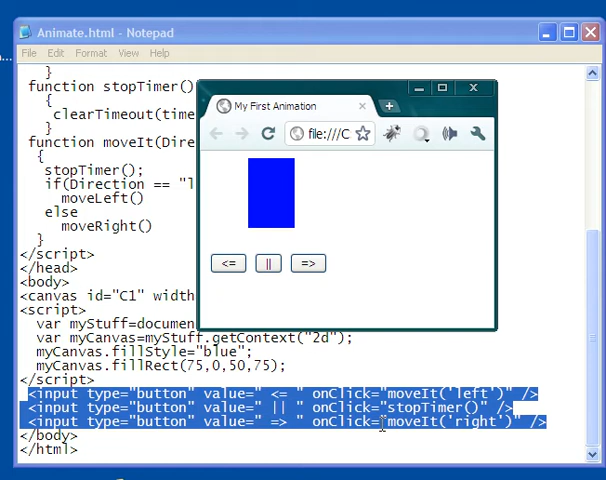 Animate.html - Notepad
File Edit Format View Help
}
function stopTimer()
{
clearTimeout(time
}
function moveIt(Dire
{
stopTimer;
if(Direction == "l
moveLeft()
else
moveRight()
}
</script>
</head>
<body>
<canvas id="C1" width
<script>
var myStuff=documen
var myCanvas=myStuff.getContext("2d");
myCanvas.fillStyle="blue";
myCanvas.fillRect(75,0,50,75);
</script>
<input type="button" value=" <= " onClick="moveIt('left')" />
<input type="button" value=" || " onClick="stopTimer()" />
<input type="button" value=" => " onClick="moveIt('right')" />
</body>
</html>
My First Animation
file:///C
<= || =>